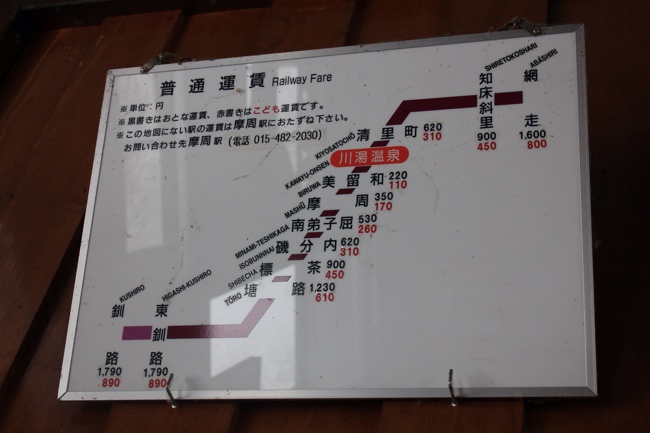 普通運賃 Railway Fare
※単位：円
※黒書きはおとな運賃、赤書きはこども運賃です。
※この地図にない駅の運賃は摩周駅におたずね下さい。
お問い合わせ先 摩周駅（電話 015-482-2030）
ABASHIRI
網走
1,600
800
SHIRETOKOSHARI
知床斜里
900
450
KIYOSATOCHO
清里町 620
310
KAWAYU-ONSEN
川湯温泉
BIRUWA
美留和 220
110
MASHŪ
摩周 350
170
MINAMI-TESHIKAGA
南弟子屈 530
260
ISOBUNNAI
磯分内 620
310
SHIBECHA
標茶 900
450
TŌRO
塘路 1,230
610
HIGASHI-KUSHIRO
東釧路
1,790
890
KUSHIRO
釧路
1,790
890